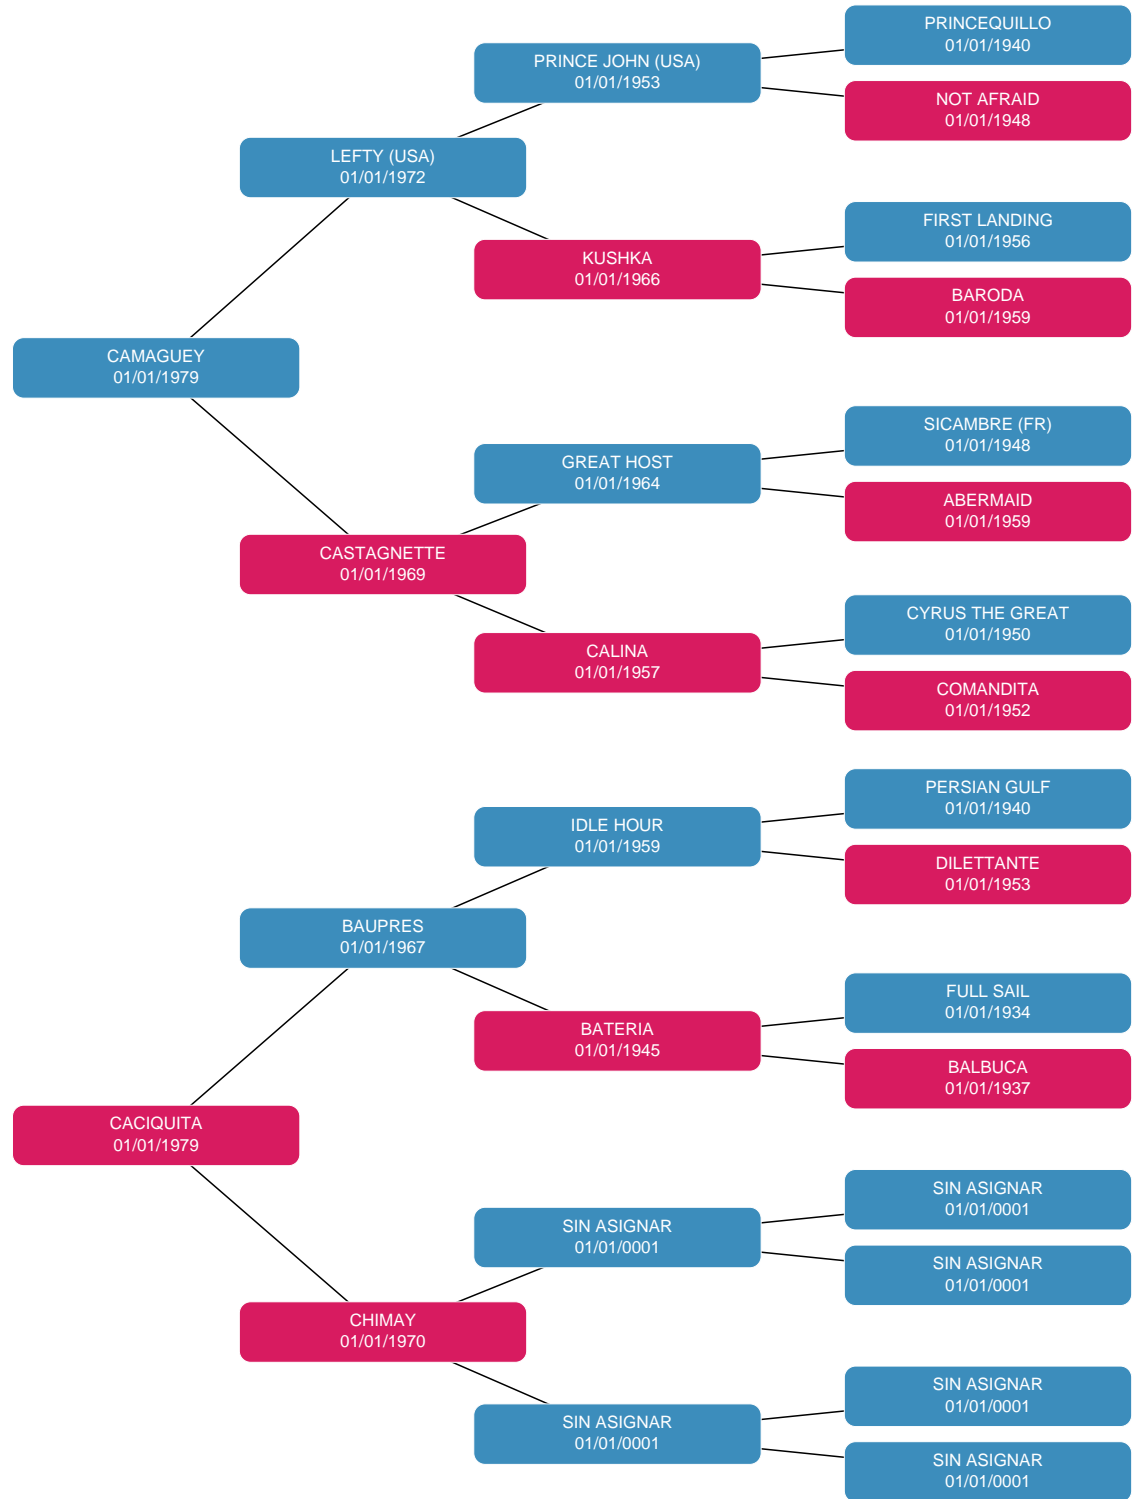 PRINCEQUILLO
01/01/1940
PRINCE JOHN (USA)
01/01/1953
NOT AFRAID
01/01/1948
LEFTY (USA)
01/01/1972
FIRST LANDING
01/01/1956
KUSHKA
01/01/1966
BARODA
01/01/1959
CAMAGUEY
01/01/1979
SICAMBRE (FR)
01/01/1948
GREAT HOST
01/01/1964
ABERMAID
01/01/1959
CASTAGNETTE
01/01/1969
CYRUS THE GREAT
01/01/1950
CALINA
01/01/1957
COMANDITA
01/01/1952
PERSIAN GULF
01/01/1940
IDLE HOUR
01/01/1959
DILETTANTE
01/01/1953
BAUPRES
01/01/1967
FULL SAIL
01/01/1934
BATERIA
01/01/1945
BALBUCA
01/01/1937
CACIQUITA
01/01/1979
SIN ASIGNAR
01/01/0001
SIN ASIGNAR
01/01/0001
SIN ASIGNAR
01/01/0001
CHIMAY
01/01/1970
SIN ASIGNAR
01/01/0001
SIN ASIGNAR
01/01/0001
SIN ASIGNAR
01/01/0001